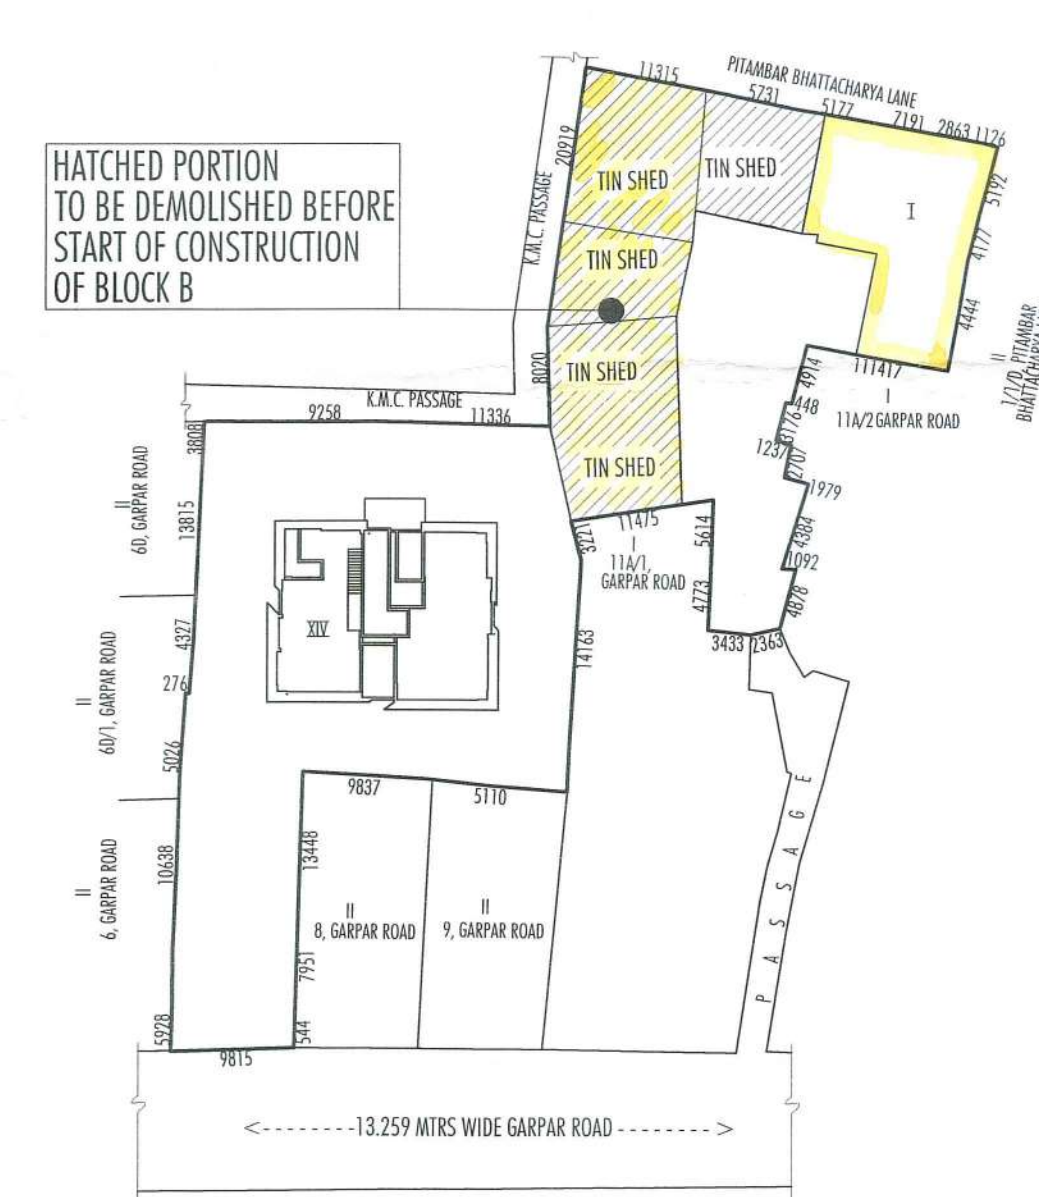 PITAMBAR BHATTACHARYA LANE
11315
5731
5177
7191
2863
1126
HATCHED PORTION
TO BE DEMOLISHED BEFORE
START OF CONSTRUCTION
OF BLOCK B
20919
K.M.C. PASSAGE
TIN SHED
TIN SHED
I
5192
4177
4444
TIN SHED
8020
TIN SHED
TIN SHED
4914
111417
I
11A/2 GARPAR ROAD
II
1/1/D, PITAMBAR
448
3176
1237
2707
1979
4384
1092
4878
K.M.C. PASSAGE
9258
11336
3808
II
6D, GARPAR ROAD
13815
3221
11475
I
11A/1,
GARPAR ROAD
5614
4773
3433
2363
XIV
4327
14163
276
II
6D/1, GARPAR ROAD
5026
9837
5110
10638
13448
II
6, GARPAR ROAD
II
8, GARPAR ROAD
II
9, GARPAR ROAD
7951
544
5928
9815
PASSAGE
13.259 MTRS WIDE GARPAR ROAD